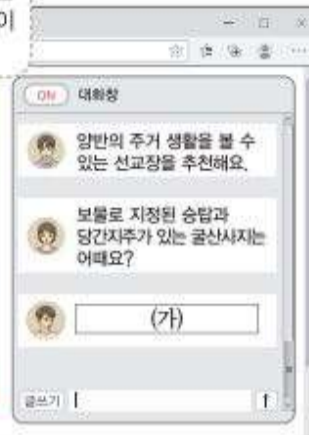 이
ON 대화창
양반의 주거 생활을 볼 수
있는 선교장을 추천해요.
보물로 지정된 승탑과
당간지주가 있는 굴산사지는
어때요?
(가)
글쓰기